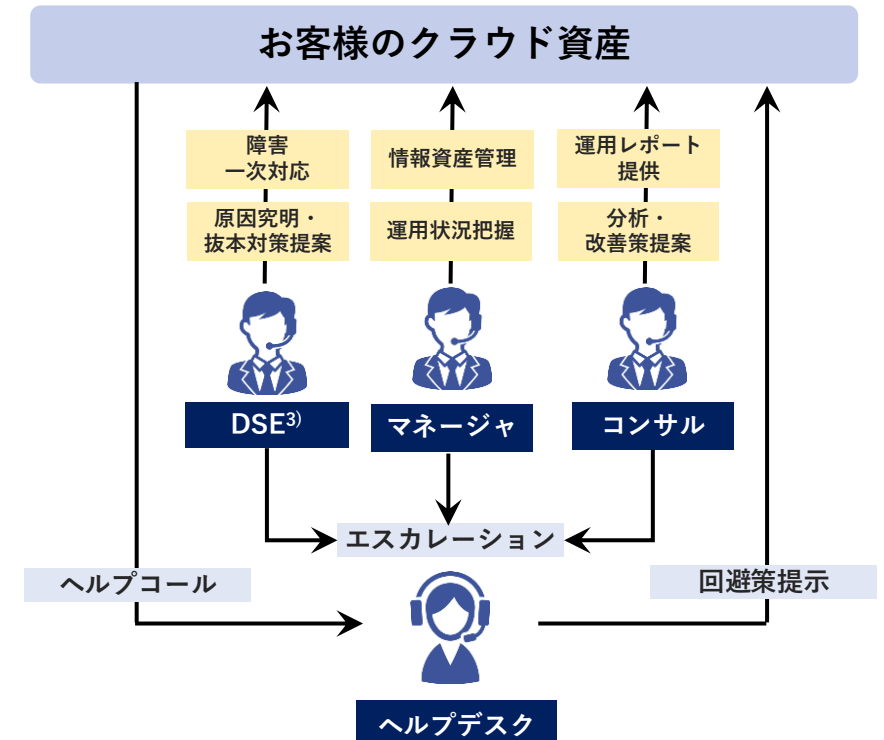 お客様のクラウド資産
障害
一次対応
情報資産管理
運用レポート
提供
原因究明・
抜本対策提案
運用状況把握
分析・
改善策提案
DSE3)
マネージャ
コンサル
エスカレーション
ヘルプコール
回避策提示
ヘルプデスク